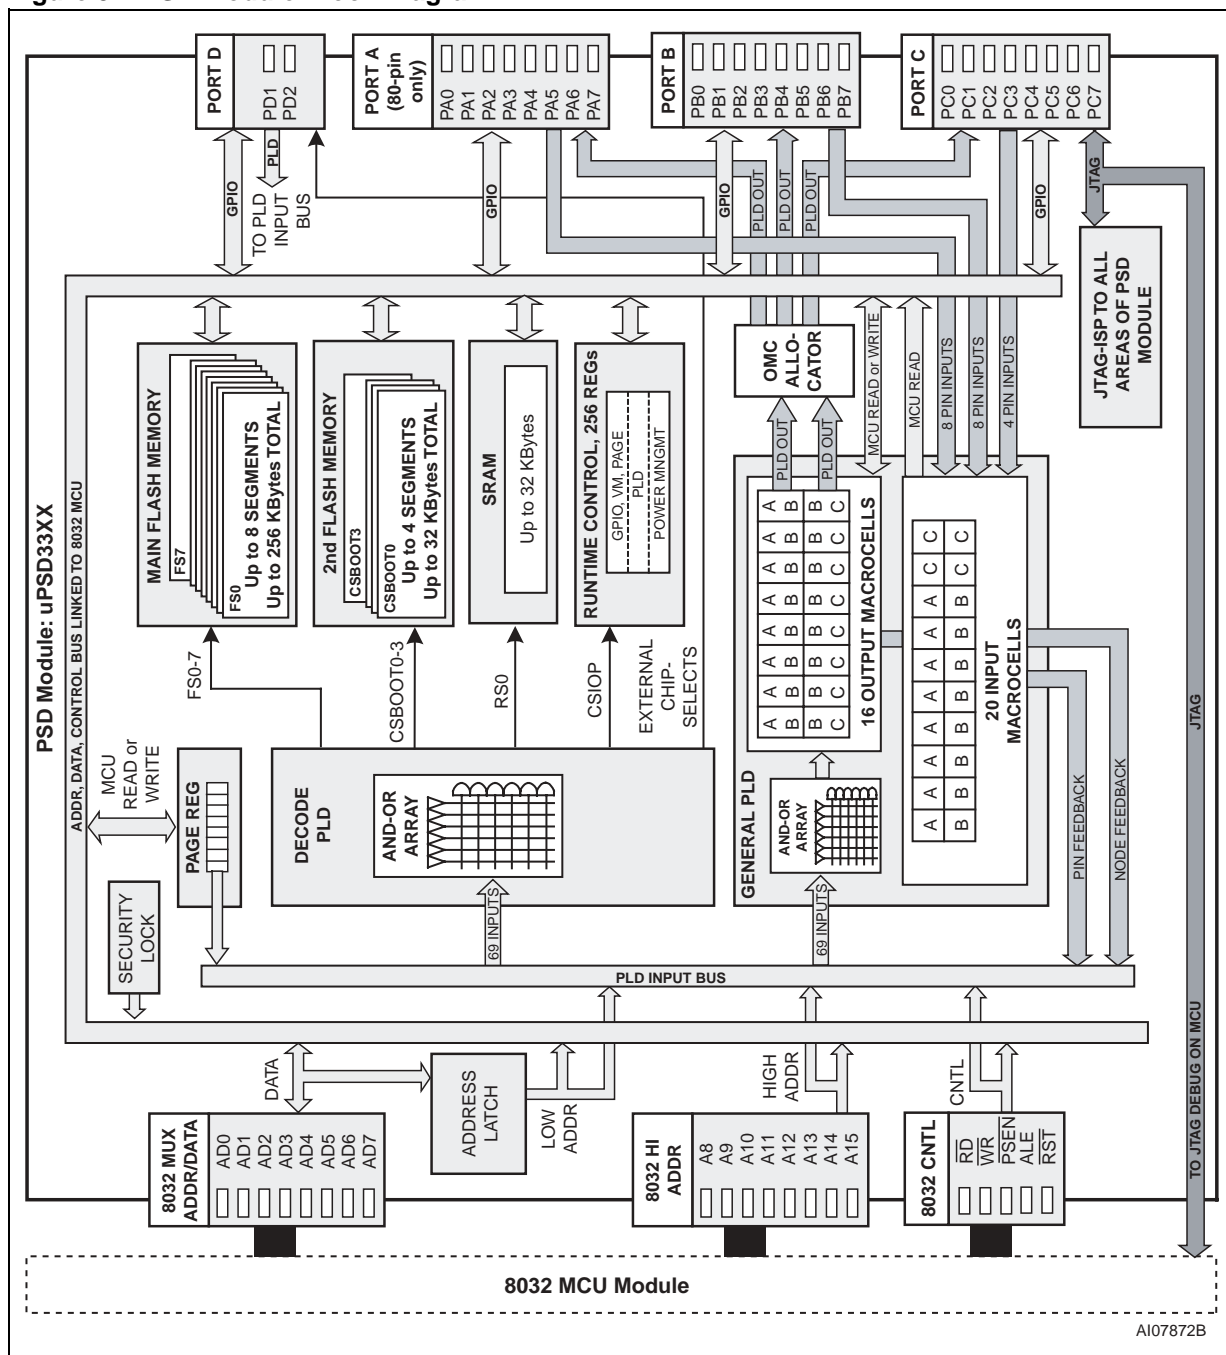 PORT D
PD1
PD2
PORT A
(80-pin
only)
PA0
PA1
PA2
PA3
PA4
PA5
PA6
PA7
PORT B
PB0
PB1
PB2
PB3
PB4
PB5
PB6
PB7
PORT C
PC0
PC1
PC2
PC3
PC4
PC5
PC6
PC7
GPIO
PLD
TO PLD
INPUT
BUS
GPIO
GPIO
PLD OUT
PLD OUT
PLD OUT
GPIO
JTAG
JTAG-ISP TO ALL
AREAS OF PSD
MODULE
PSD Module: uPSD33XX
ADDR, DATA, CONTROL BUS LINKED TO 8032 MCU
MAIN FLASH MEMORY
FS7
FS0
Up to 8 SEGMENTS
Up to 256 KBytes TOTAL
2nd FLASH MEMORY
CSBOOT3
CSBOOT0
Up to 4 SEGMENTS
Up to 32 KBytes TOTAL
SRAM
Up to 32 KBytes
RUNTIME CONTROL, 256 REGs
GPIO, VM, PAGE
PLD
POWER MNGMT
OMC
ALLO-
CATOR
MCU READ or WRITE
MCU READ
8 PIN INPUTS
8 PIN INPUTS
4 PIN INPUTS
PLD OUT
PLD OUT
A A A A A A A A
B B B B B B B B
B B B B B B B B
C C C C C C C C
16 OUTPUT MACROCELLS
A A A A A A A A C C
B B B B B B B B C C
20 INPUT
MACROCELLS
FS0-7
CSBOOT0-3
RS0
CSIOP
EXTERNAL
CHIP-
SELECTS
MCU
READ or
WRITE
PAGE REG
DECODE
PLD
AND-OR
ARRAY
GENERAL PLD
AND-OR
ARRAY
PIN FEEDBACK
NODE FEEDBACK
JTAG
SECURITY
LOCK
69 INPUTS
69 INPUTS
PLD INPUT BUS
DATA
ADDRESS
LATCH
LOW
ADDR
HIGH
ADDR
CNTL
TO JTAG DEBUG ON MCU
8032 MUX
ADDR/DATA
AD0
AD1
AD2
AD3
AD4
AD5
AD6
AD7
8032 HI
ADDR
A8
A9
A10
A11
A12
A13
A14
A15
8032 CNTL
RD
WR
PSEN
ALE
RST
8032 MCU Module
AI07872B